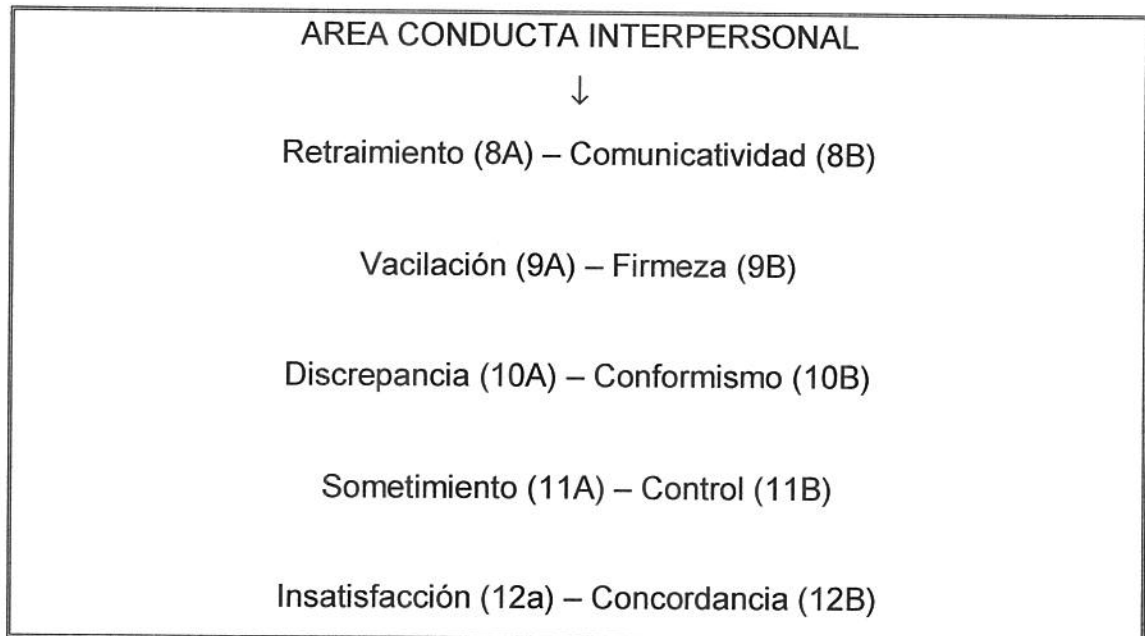 AREA CONDUCTA INTERPERSONAL
↓
Retraimiento (8A) – Comunicatividad (8B)
Vacilación (9A) – Firmeza (9B)
Discrepancia (10A) – Conformismo (10B)
Sometimiento (11A) – Control (11B)
Insatisfacción (12a) – Concordancia (12B)